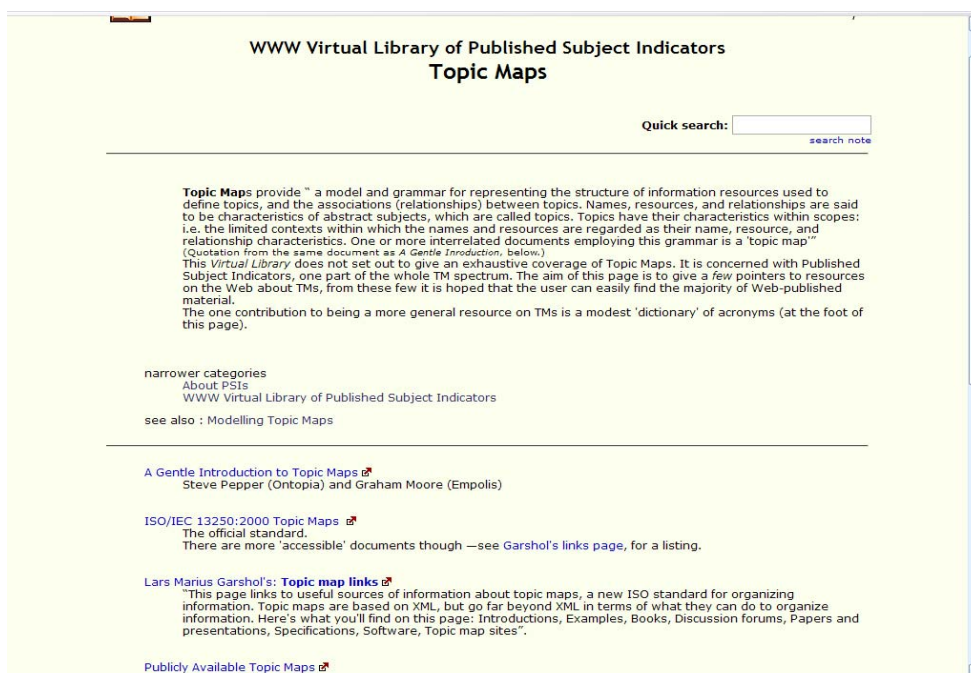 WWW Virtual Library of Published Subject Indicators
Topic Maps
Quick search:
search note
Topic Maps provide “ a model and grammar for representing the structure of information resources used to
define topics, and the associations (relationships) between topics. Names, resources, and relationships are said
to be characteristics of abstract subjects, which are called topics. Topics have their characteristics within scopes:
i.e. the limited contexts within which the names and resources are regarded as their name, resource, and
relationship characteristics. One or more interrelated documents employing this grammar is a 'topic map'”
(Quotation from the same document as A Gentle Inroduction, below.)
This Virtual Library does not set out to give an exhaustive coverage of Topic Maps. It is concerned with Published
Subject Indicators, one part of the whole TM spectrum. The aim of this page is to give a few pointers to resources
on the Web about TMs, from these few it is hoped that the user can easily find the majority of Web-published
material.
The one contribution to being a more general resource on TMs is a modest 'dictionary' of acronyms (at the foot of
this page).
narrower categories
About PSIs
WWW Virtual Library of Published Subject Indicators
see also : Modelling Topic Maps
A Gentle Introduction to Topic Maps
Steve Pepper (Ontopia) and Graham Moore (Empolis)
ISO/IEC 13250:2000 Topic Maps
The official standard.
There are more 'accessible' documents though —see Garshol's links page, for a listing.
Lars Marius Garshol's: Topic map links
“This page links to useful sources of information about topic maps, a new ISO standard for organizing
information. Topic maps are based on XML, but go far beyond XML in terms of what they can do to organize
information. Here's what you'll find on this page: Introductions, Examples, Books, Discussion forums, Papers and
presentations, Specifications, Software, Topic map sites”.
Publicly Available Topic Maps